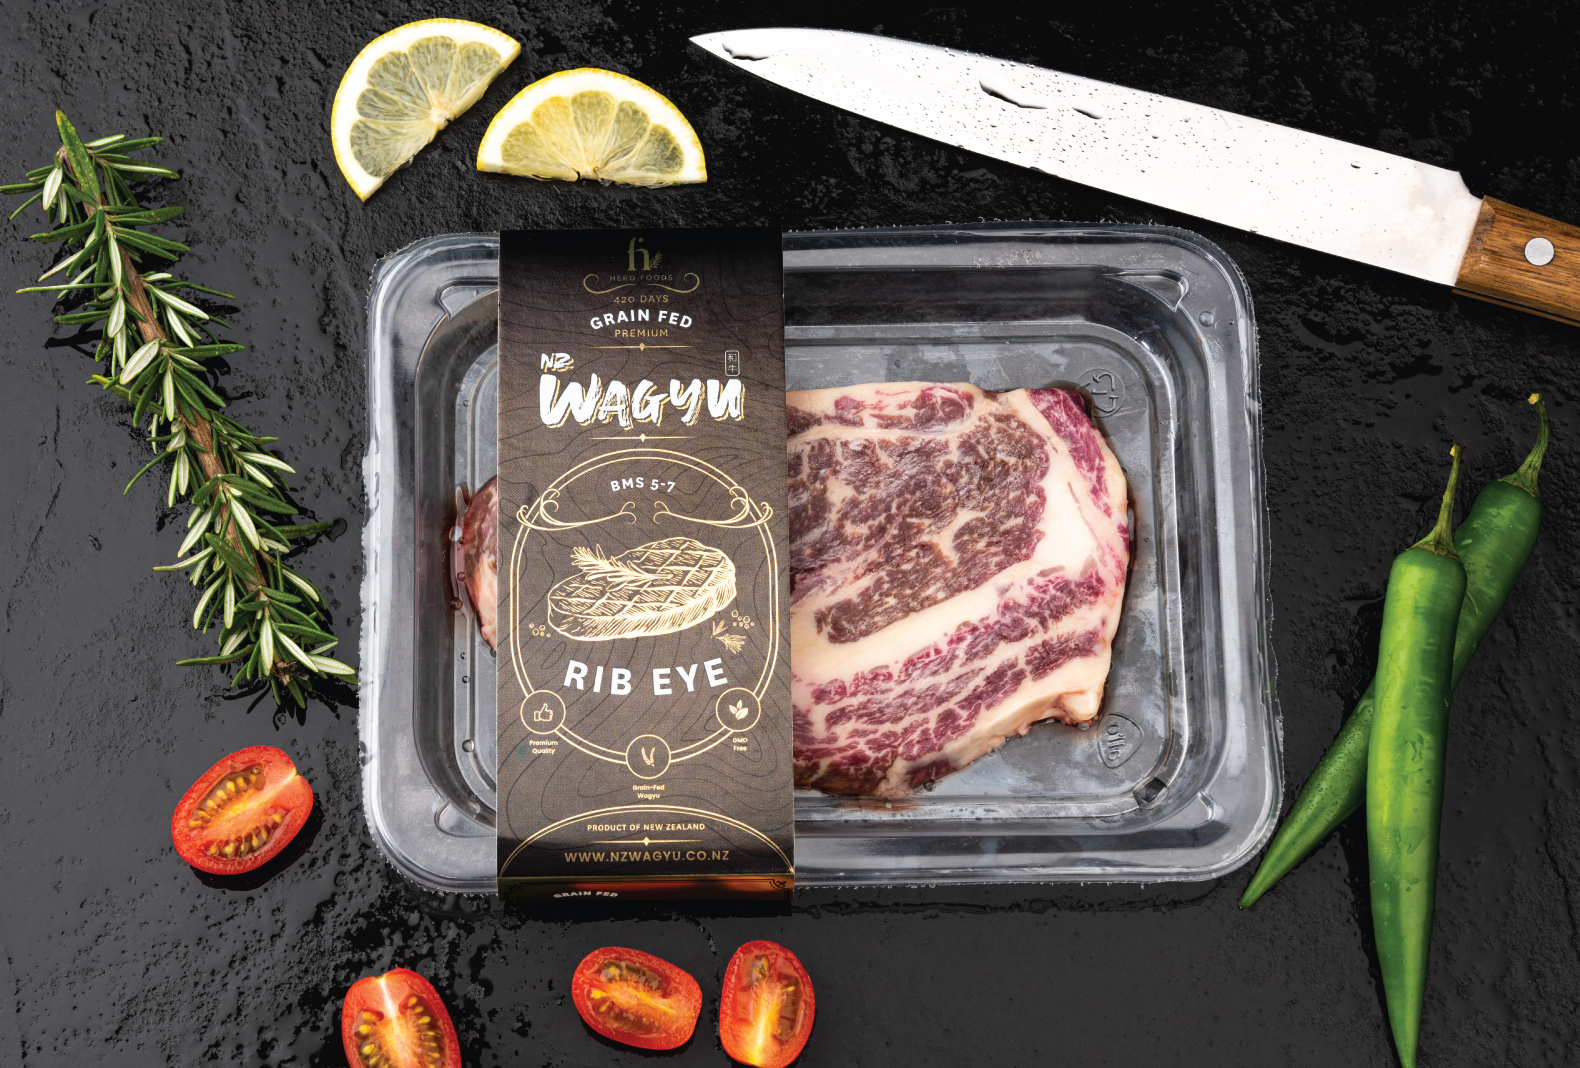 h
HERO FOODS
420 DAYS
GRAIN FED
PREMIUM
NZ
和牛
WAGYU
BMS 5-7
RIB EYE
Premium
Quality
GMO
Free
Grain-Fed
Wagyu
PRODUCT OF NEW ZEALAND
WWW.NZWAGYU.CO.NZ
GRAIN FED